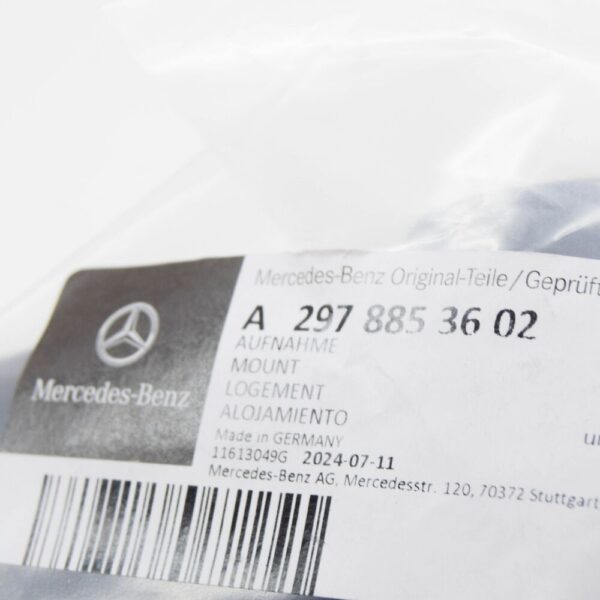 Mercedes-Benz Original-Teile/Geprüft
A 297 885 36 02
AUFNAHME
MOUNT
LOGEMENT
ALOJAMIENTO
Made in GERMANY
11613049G 2024-07-11
Mercedes-Benz AG, Mercedesstr. 120, 70372 Stuttgart
Mercedes-Benz